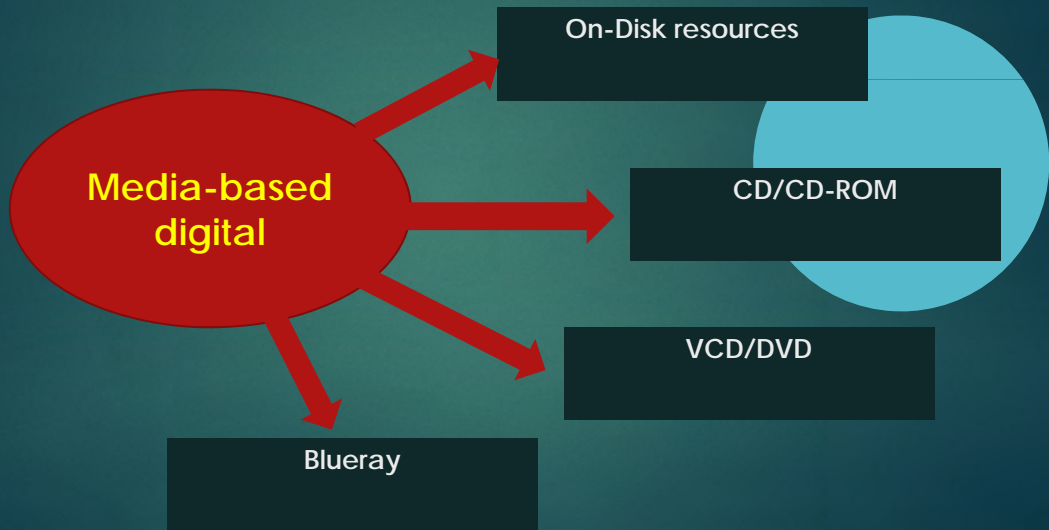 On-Disk resources
Media-based
digital
CD/CD-ROM
VCD/DVD
Blueray